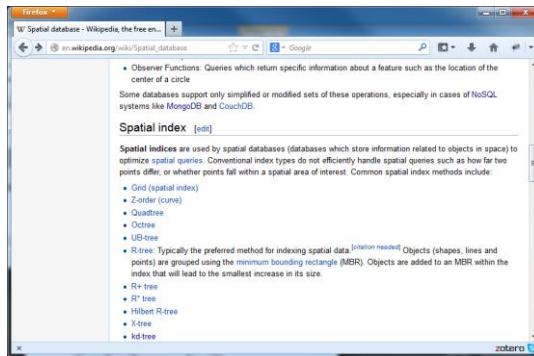 Firefox
Spatial database - Wikipedia, the free en...
en.wikipedia.org/wiki/Spatial_database
Google
Observer Functions: Queries which return specific information about a feature such as the location of the
center of a circle
Some databases support only simplified or modified sets of these operations, especially in cases of NoSQL
systems like MongoDB and CouchDB.
Spatial index [edit]
Spatial indices are used by spatial databases (databases which store information related to objects in space) to
optimize spatial queries. Conventional index types do not efficiently handle spatial queries such as how far two
points differ, or whether points fall within a spatial area of interest. Common spatial index methods include:
Grid (spatial index)
Z-order (curve)
Quadtree
Octree
UB-tree
R-tree: Typically the preferred method for indexing spatial data.[citation needed] Objects (shapes, lines and
points) are grouped using the minimum bounding rectangle (MBR). Objects are added to an MBR within the
index that will lead to the smallest increase in its size.
R+ tree
R* tree
Hilbert R-tree
X-tree
kd-tree
zotero